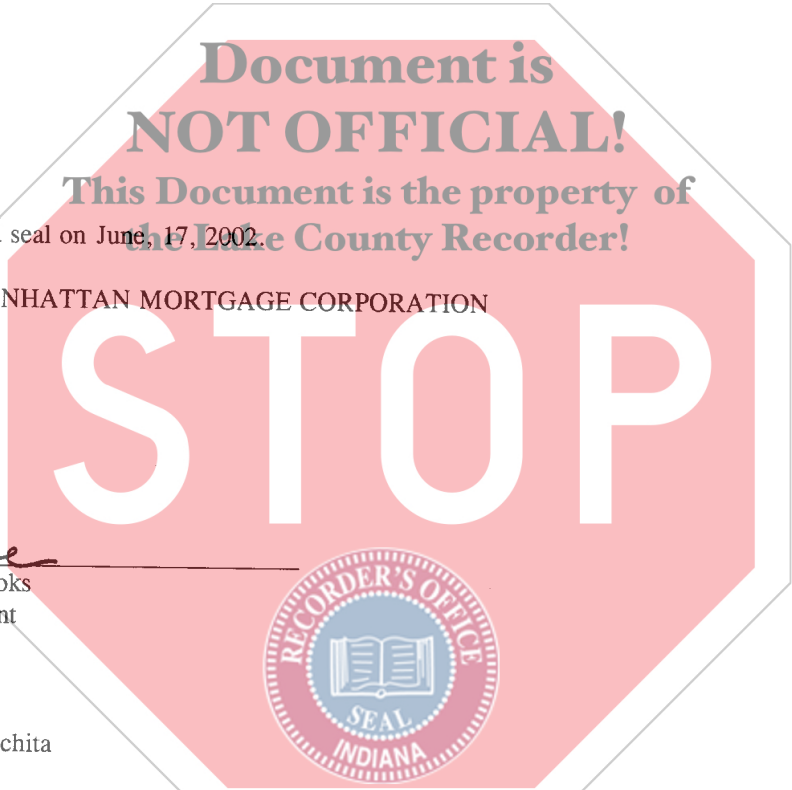 Document is
NOT OFFICIAL!
This Document is the property of
the Lake County Recorder!
seal on June, 17, 2002.
NHATTAN MORTGAGE CORPORATION
STOP
oks
nt
RECORDER'S OFFICE
SEAL
INDIANA
chita